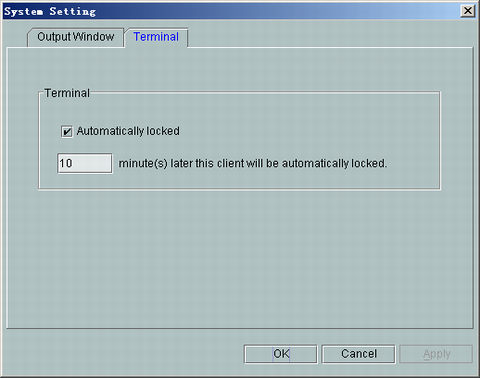 System Setting
Output Window Terminal
Terminal
Automatically locked
10 minute(s) later this client will be automatically locked.
OK Cancel Apply